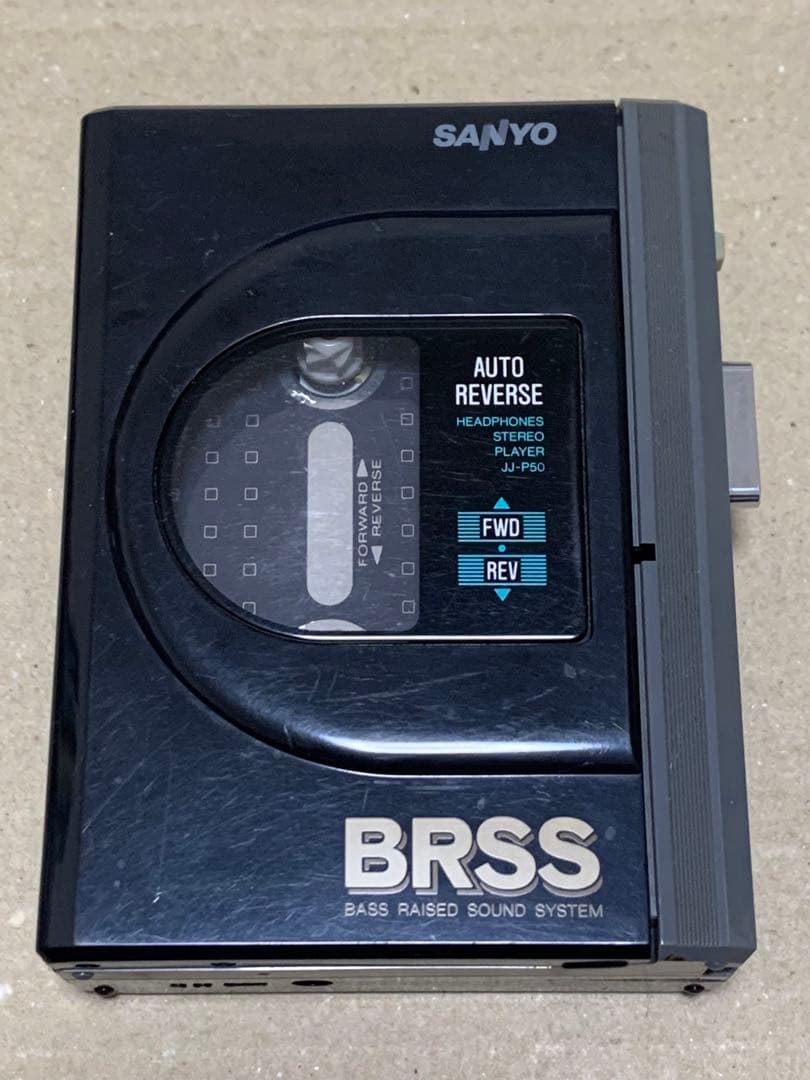 SANYO
AUTO
REVERSE
HEADPHONES
STEREO
PLAYER
JJ-P50
FORWARD ▶
◀ REVERSE
FWD
REV
BRSS
BASS RAISED SOUND SYSTEM